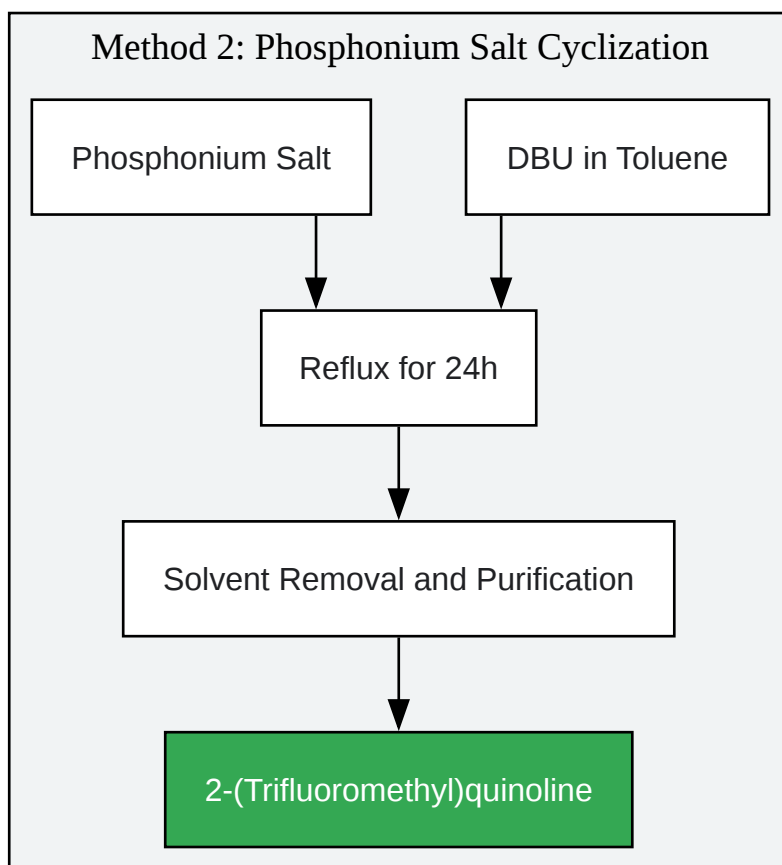 Method 2: Phosphonium Salt Cyclization
Phosphonium Salt
DBU in Toluene
Reflux for 24h
Solvent Removal and Purification
2-(Trifluoromethyl)quinoline